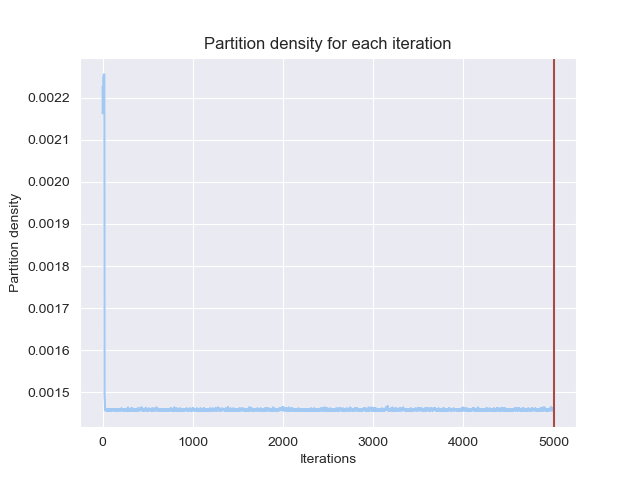 Partition density for each iteration
0.0022
0.0021
0.0020
0.0019
0.0018
0.0017
0.0016
0.0015
Partition density
0 1000 2000 3000 4000 5000
Iterations